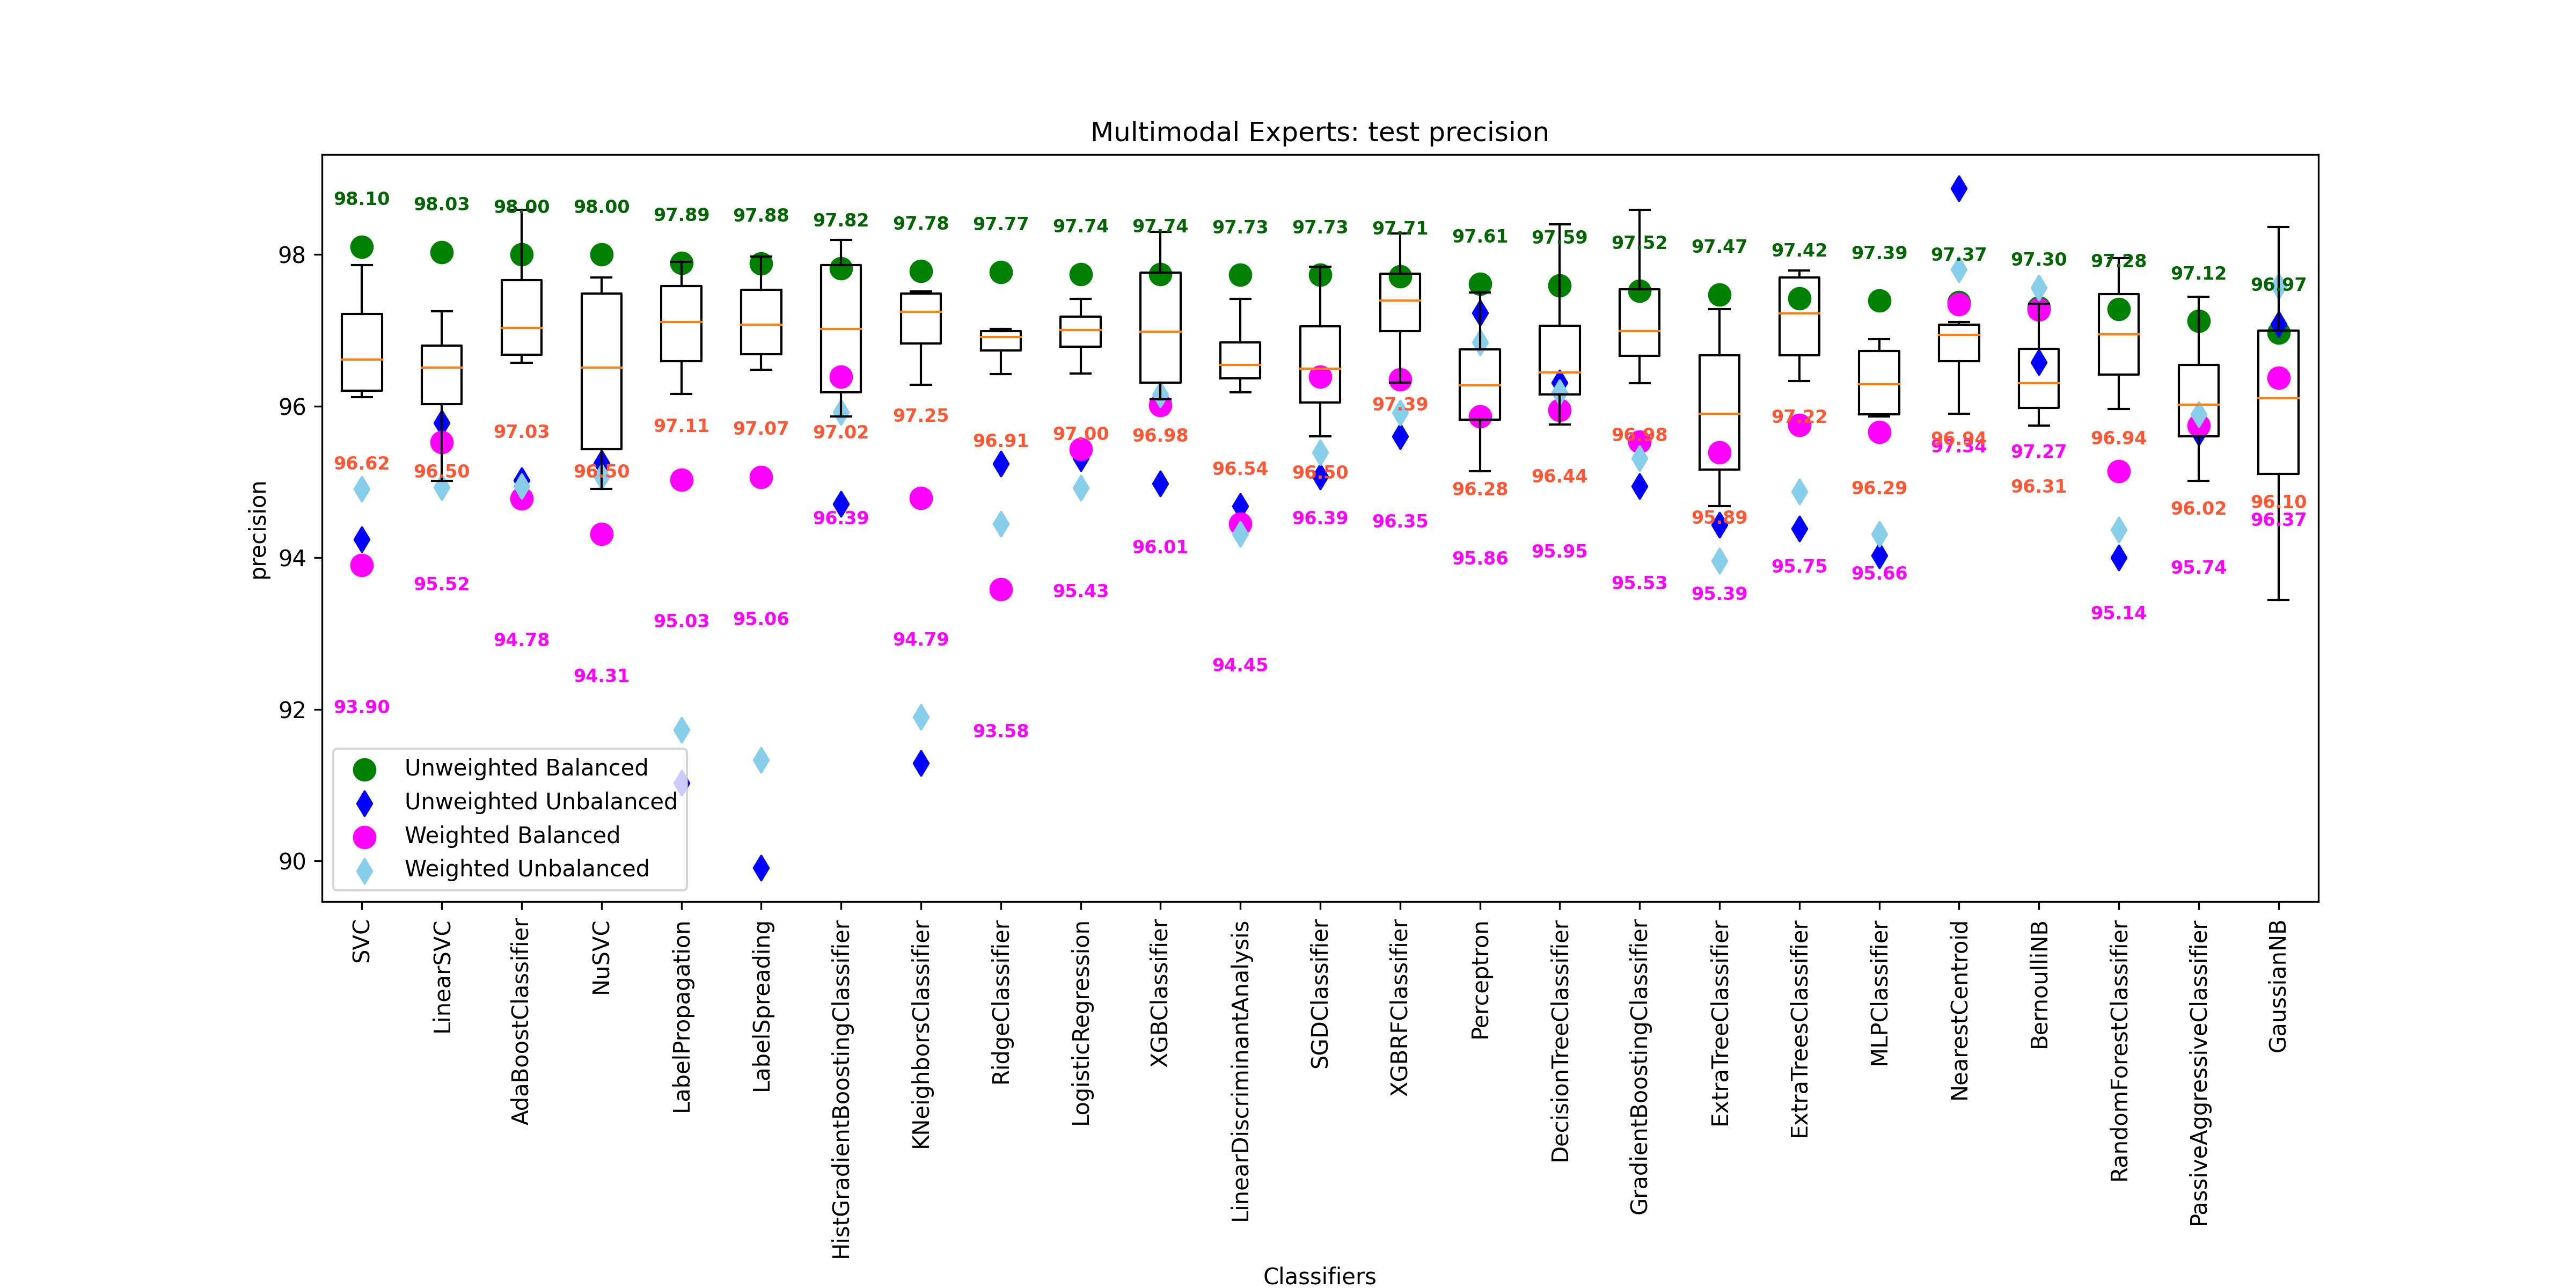 Multimodal Experts: test precision
precision
98
96
94
92
90
98.10 98.03 98.00 98.00 97.89 97.88 97.82 97.78 97.77 97.74 97.74 97.73 97.73 97.71 97.61 97.59 97.52 97.47 97.42 97.39 97.37 97.30 97.28 97.12 96.97
96.62 96.50 97.03 96.50 97.11 97.07 97.02 97.25 96.91 97.00 96.98 96.54 96.50 97.39 96.28 96.44 96.98 95.89 97.22 96.29 96.94 96.31 96.94 96.02 96.10
93.90 95.52 94.78 94.31 95.03 95.06 96.39 94.79 93.58 95.43 96.01 94.45 96.39 96.35 95.86 95.95 95.53 95.39 95.75 95.66 97.34 97.27 95.14 95.74 96.37
Unweighted Balanced
Unweighted Unbalanced
Weighted Balanced
Weighted Unbalanced
SVC
LinearSVC
AdaBoostClassifier
NuSVC
LabelPropagation
LabelSpreading
HistGradientBoostingClassifier
KNeighborsClassifier
RidgeClassifier
LogisticRegression
XGBClassifier
LinearDiscriminantAnalysis
SGDClassifier
XGBRFClassifier
Perceptron
DecisionTreeClassifier
GradientBoostingClassifier
ExtraTreeClassifier
ExtraTreesClassifier
MLPClassifier
NearestCentroid
BernoulliNB
RandomForestClassifier
PassiveAggressiveClassifier
GaussianNB
Classifiers